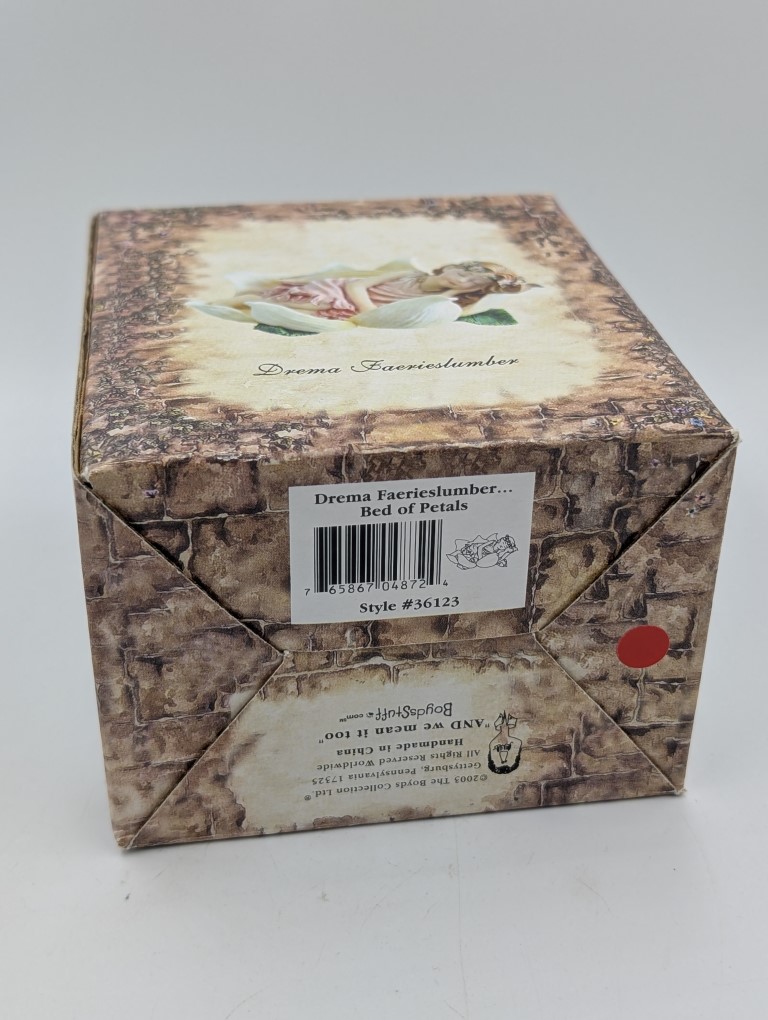 Drema Faerieslumber
Drema Faerieslumber...
Bed of Petals
7 65867 04872 4
Style #36123
©2003 The Boyds Collection Ltd.®
Gettysburg, Pennsylvania 17325
All Rights Reserved Worldwide
Handmade in China
"AND we mean it too"
BoydsStuff.com™